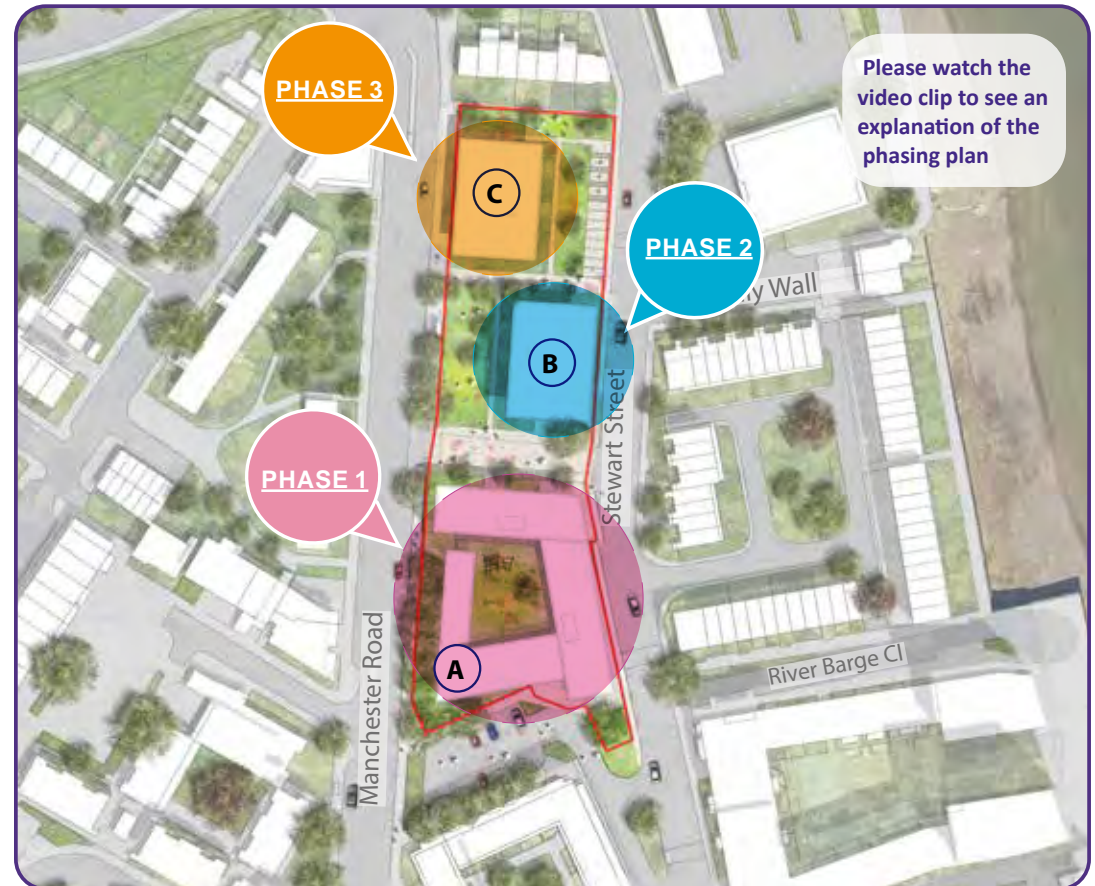 Please watch the
video clip to see an
explanation of the
phasing plan
PHASE 3
C
PHASE 2
Wall
B
Stewart Street
PHASE 1
A
River Barge Cl
Manchester Road